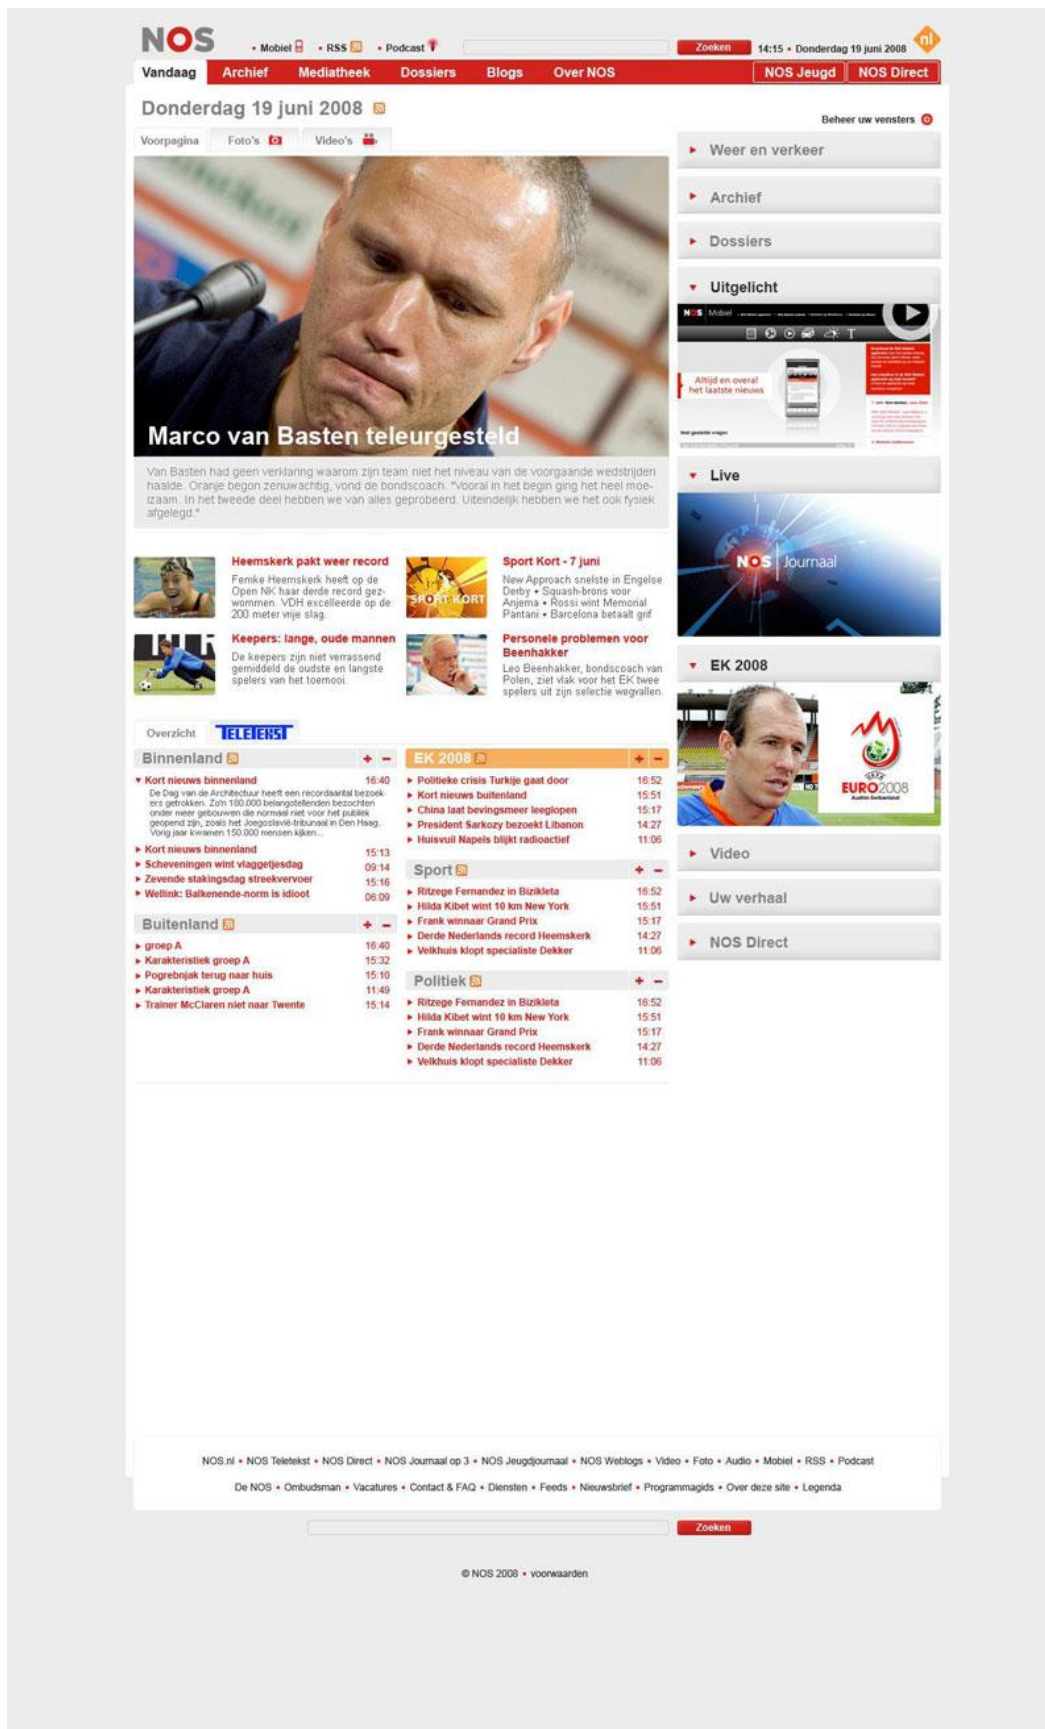 NOS
• Mobiel • RSS • Podcast
Zoeken 14:15 • Donderdag 19 juni 2008 nl
Vandaag Archief Mediatheek Dossiers Blogs Over NOS NOS Jeugd NOS Direct
Donderdag 19 juni 2008
Beheer uw vensters
Voorpagina Foto's Video's
Marco van Basten teleurgesteld
Van Basten had geen verklaring waarom zijn team niet het niveau van de voorgaande wedstrijden
haalde. Oranje begon zenuwachtig, vond de bondscoach. "Vooral in het begin ging het heel moe-
izaam. In het tweede deel hebben we van alles geprobeerd. Uiteindelijk hebben we het ook fysiek
afgelegd."
Heemskerk pakt weer record
Femke Heemskerk heeft op de
Open NK haar derde record gez-
wommen. VDH excelleerde op de
200 meter vrije slag.
SPORT KORT
Sport Kort - 7 juni
New Approach snelste in Engelse
Derby • Squash-brons voor
Anjema • Rossi wint Memorial
Pantani • Barcelona betaalt grif
Keepers: lange, oude mannen
De keepers zijn niet verrassend
gemiddeld de oudste en langste
spelers van het toernooi.
Personele problemen voor
Beenhakker
Leo Beenhakker, bondscoach van
Polen, ziet vlak voor het EK twee
spelers uit zijn selectie wegvallen.
Overzicht TELETEKST
Binnenland + –
Kort nieuws binnenland 16:40
De Dag van de Architectuur heeft een recordaantal bezoek-
ers getrokken. Zo'n 180.000 belangstellenden bezochten
onder meer gebouwen die normaal niet voor het publiek
geopend zijn, zoals het Joegoslavië-tribunaal in Den Haag.
Vorig jaar kwamen 150.000 mensen kijken...
Kort nieuws binnenland 15:13
Scheveningen wint vlaggetjesdag 09:14
Zevende stakingsdag streekvervoer 15:16
Wellink: Balkenende-norm is idioot 06:09
Buitenland + –
groep A 16:40
Karakteristiek groep A 15:32
Pogrebnjak terug naar huis 15:10
Karakteristiek groep A 11:49
Trainer McClaren niet naar Twente 15:14
EK 2008 + –
Politieke crisis Turkije gaat door 16:52
Kort nieuws buitenland 15:51
China laat bevingsmeer leeglopen 15:17
President Sarkozy bezoekt Libanon 14:27
Huisvuil Napels blijkt radioactief 11:06
Sport + –
Ritzege Fernandez in Bizikleta 16:52
Hilda Kibet wint 10 km New York 15:51
Frank winnaar Grand Prix 15:17
Derde Nederlands record Heemskerk 14:27
Velkhuis klopt specialiste Dekker 11:06
Politiek + –
Ritzege Fernandez in Bizikleta 16:52
Hilda Kibet wint 10 km New York 15:51
Frank winnaar Grand Prix 15:17
Derde Nederlands record Heemskerk 14:27
Velkhuis klopt specialiste Dekker 11:06
Weer en verkeer
Archief
Dossiers
Uitgelicht
NOS Mobiel
Altijd en overal
het laatste nieuws
Veel gestelde vragen
Live
NOS Journaal
EK 2008
UEFA
EURO2008
Austria Switzerland
Video
Uw verhaal
NOS Direct
NOS.nl • NOS Teletekst • NOS Direct • NOS Journaal op 3 • NOS Jeugdjournaal • NOS Weblogs • Video • Foto • Audio • Mobiel • RSS • Podcast
De NOS • Ombudsman • Vacatures • Contact & FAQ • Diensten • Feeds • Nieuwsbrief • Programmagids • Over deze site • Legenda
Zoeken
© NOS 2008 • voorwaarden